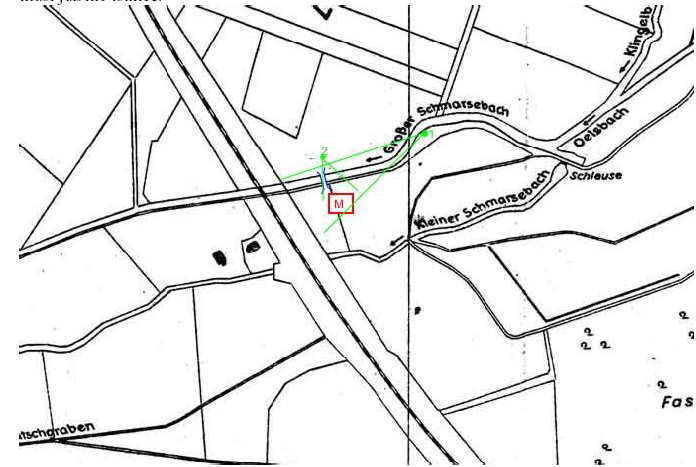 Klingelb
Großer Schmarsebach
Oelsbach
1
2
Schleuse
M
Kleiner Schmarsebach
Fas
tschgraben